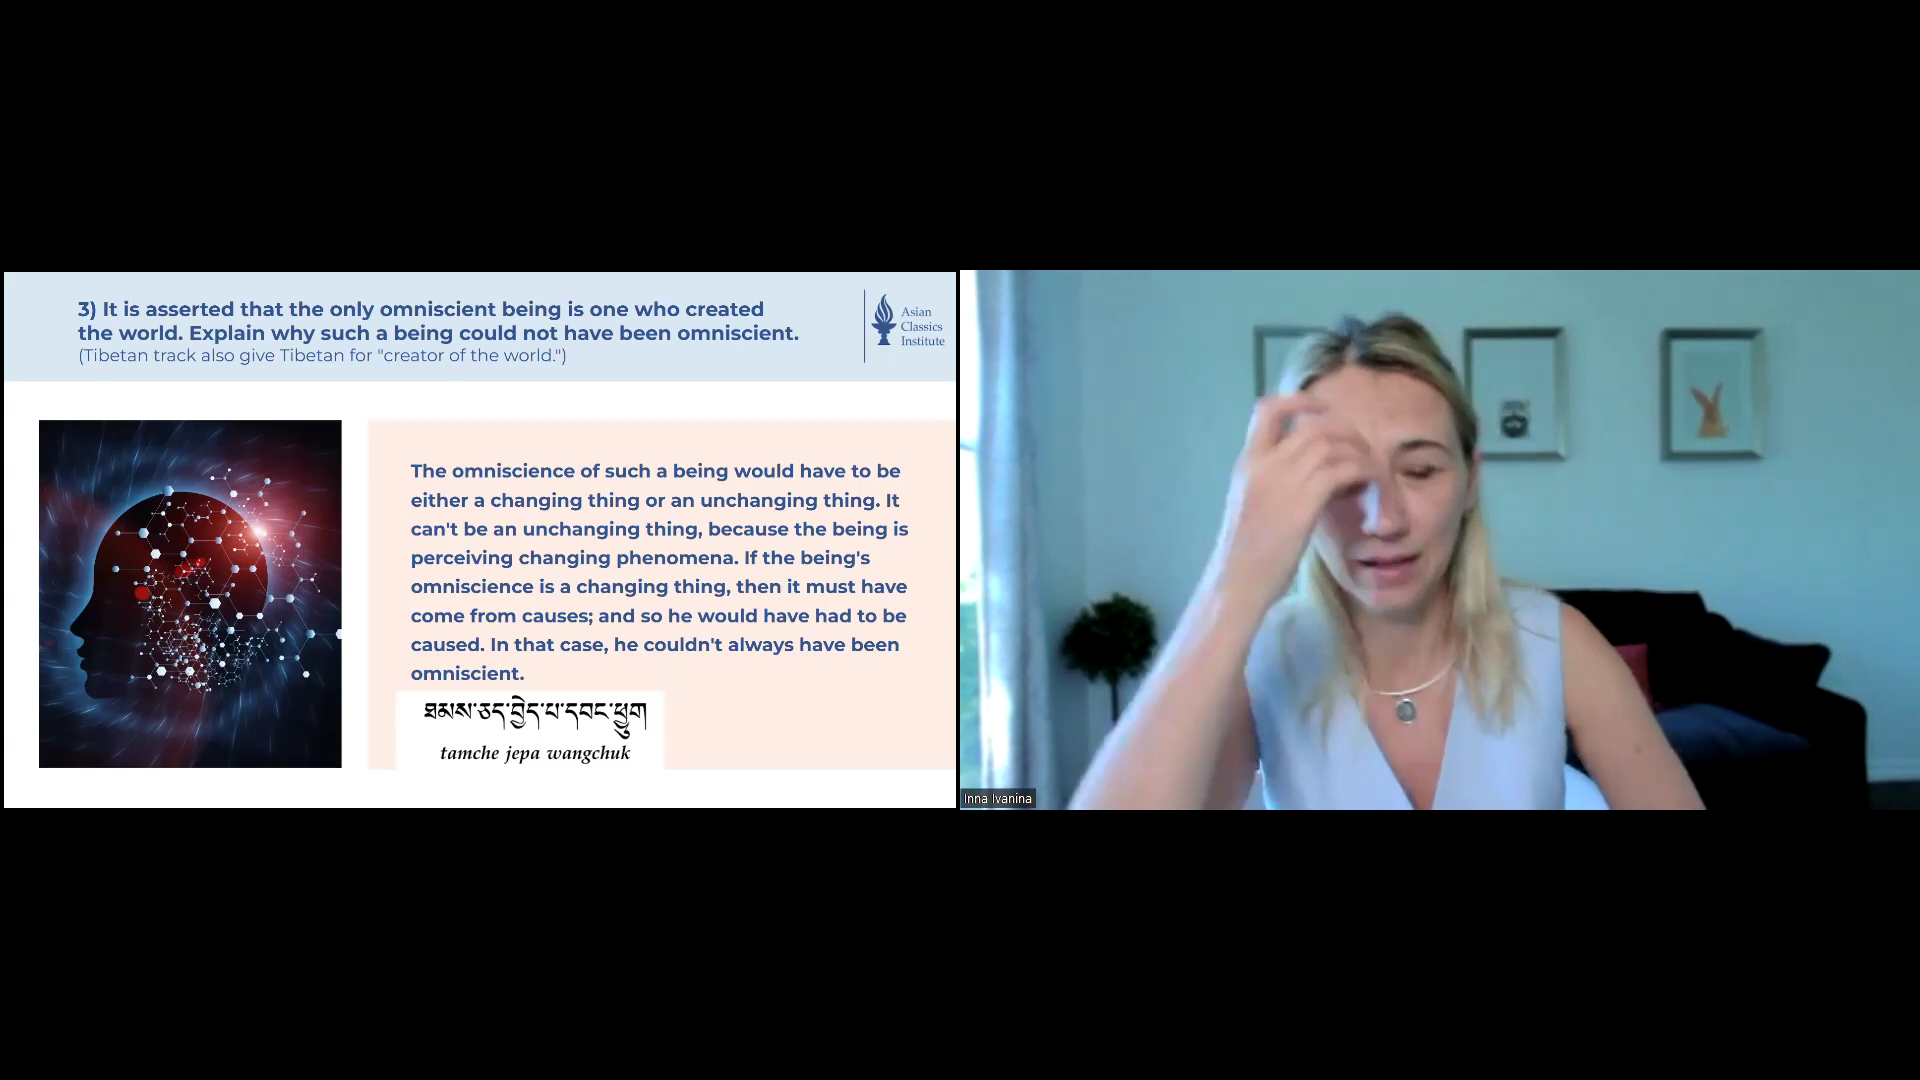 3) It is asserted that the only omniscient being is one who created
the world. Explain why such a being could not have been omniscient.
(Tibetan track also give Tibetan for "creator of the world.")
Asian
Classics
Institute
The omniscience of such a being would have to be
either a changing thing or an unchanging thing. It
can't be an unchanging thing, because the being is
perceiving changing phenomena. If the being's
omniscience is a changing thing, then it must have
come from causes; and so he would have had to be
caused. In that case, he couldn't always have been
omniscient.
ཐམས་ཅད་བྱེད་པ་དབང་ཕྱུག
tamche jepa wangchuk
Inna Ivanina